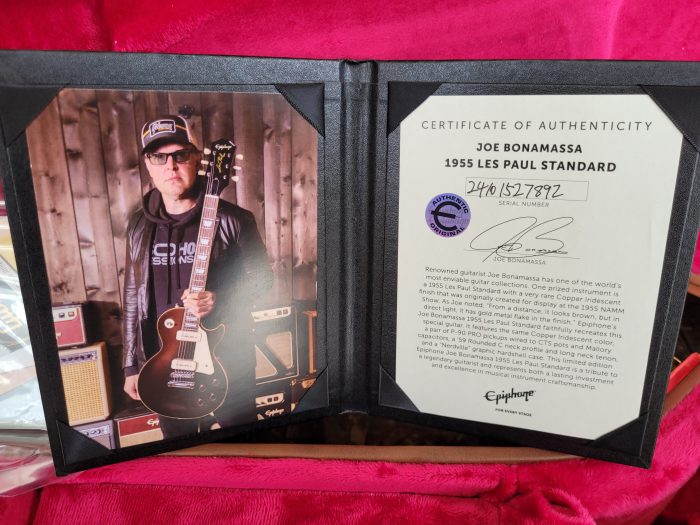 Epiphone
CERTIFICATE OF AUTHENTICITY
JOE BONAMASSA
1955 LES PAUL STANDARD
24101527892
SERIAL NUMBER
AUTHENTIC
E
ORIGINAL
JOE BONAMASSA
Renowned guitarist Joe Bonamassa has one of the world's
most enviable guitar collections. One prized instrument is
a 1955 Les Paul Standard with a very rare Copper Iridescent
finish that was originally created for display at the 1955 NAMM
Show. As Joe noted, "From a distance, it looks brown, but in
direct light, it has gold metal flake in the finish." Epiphone's
Joe Bonamassa 1955 Les Paul Standard faithfully recreates this
special guitar. It features the same Copper Iridescent color,
a pair of P-90 PRO pickups wired to CTS pots and Mallory
capacitors, a '59 Rounded C neck profile and long neck tenon,
and a "Nerdville" graphic hardshell case. This limited edition
Epiphone Joe Bonamassa 1955 Les Paul Standard is a tribute to
a legendary guitarist and represents both a lasting investment
and excellence in musical instrument craftsmanship.
Epiphone
FOR EVERY STAGE